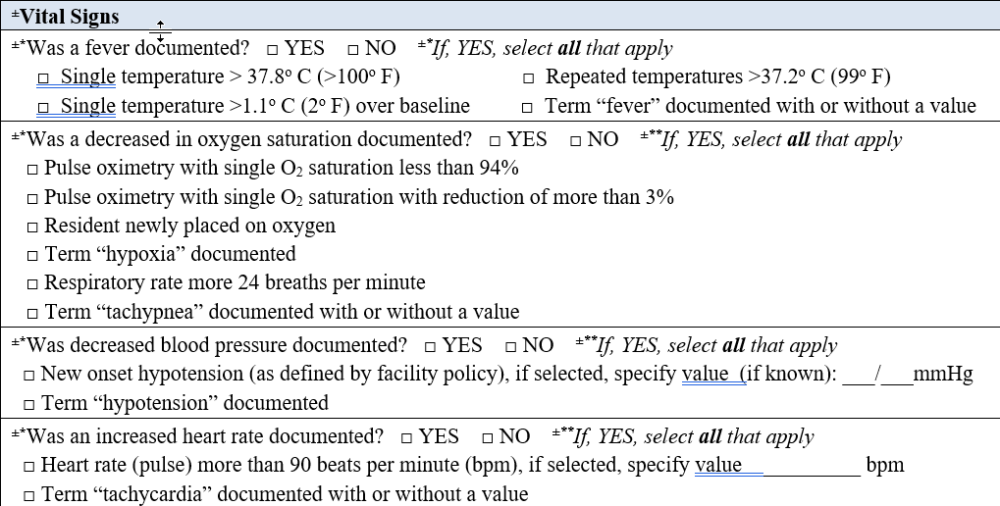 ±Vital Signs
±*Was a fever documented? □ YES □ NO ±*If, YES, select all that apply
□ Single temperature > 37.8º C (>100º F) □ Repeated temperatures >37.2º C (99º F)
□ Single temperature >1.1º C (2º F) over baseline □ Term “fever” documented with or without a value
±*Was a decreased in oxygen saturation documented? □ YES □ NO ±**If, YES, select all that apply
□ Pulse oximetry with single O₂ saturation less than 94%
□ Pulse oximetry with single O₂ saturation with reduction of more than 3%
□ Resident newly placed on oxygen
□ Term “hypoxia” documented
□ Respiratory rate more 24 breaths per minute
□ Term “tachypnea” documented with or without a value
±*Was decreased blood pressure documented? □ YES □ NO ±**If, YES, select all that apply
□ New onset hypotension (as defined by facility policy), if selected, specify value (if known): ___/___mmHg
□ Term “hypotension” documented
±*Was an increased heart rate documented? □ YES □ NO ±**If, YES, select all that apply
□ Heart rate (pulse) more than 90 beats per minute (bpm), if selected, specify value ____________ bpm
□ Term “tachycardia” documented with or without a value